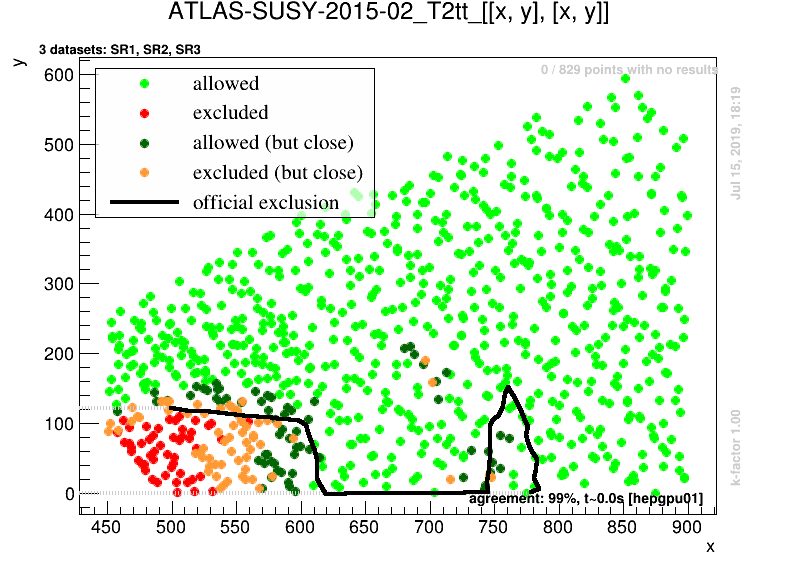 ATLAS-SUSY-2015-02_T2tt_[[x, y], [x, y]]
3 datasets: SR1, SR2, SR3
y
0 / 829 points with no results
allowed
excluded
allowed (but close)
excluded (but close)
official exclusion
600
500
400
300
200
100
0
Jul 15, 2019, 18:19
k-factor 1.00
agreement: 99%, t~0.0s [hepgpu01]
450 500 550 600 650 700 750 800 850 900
x